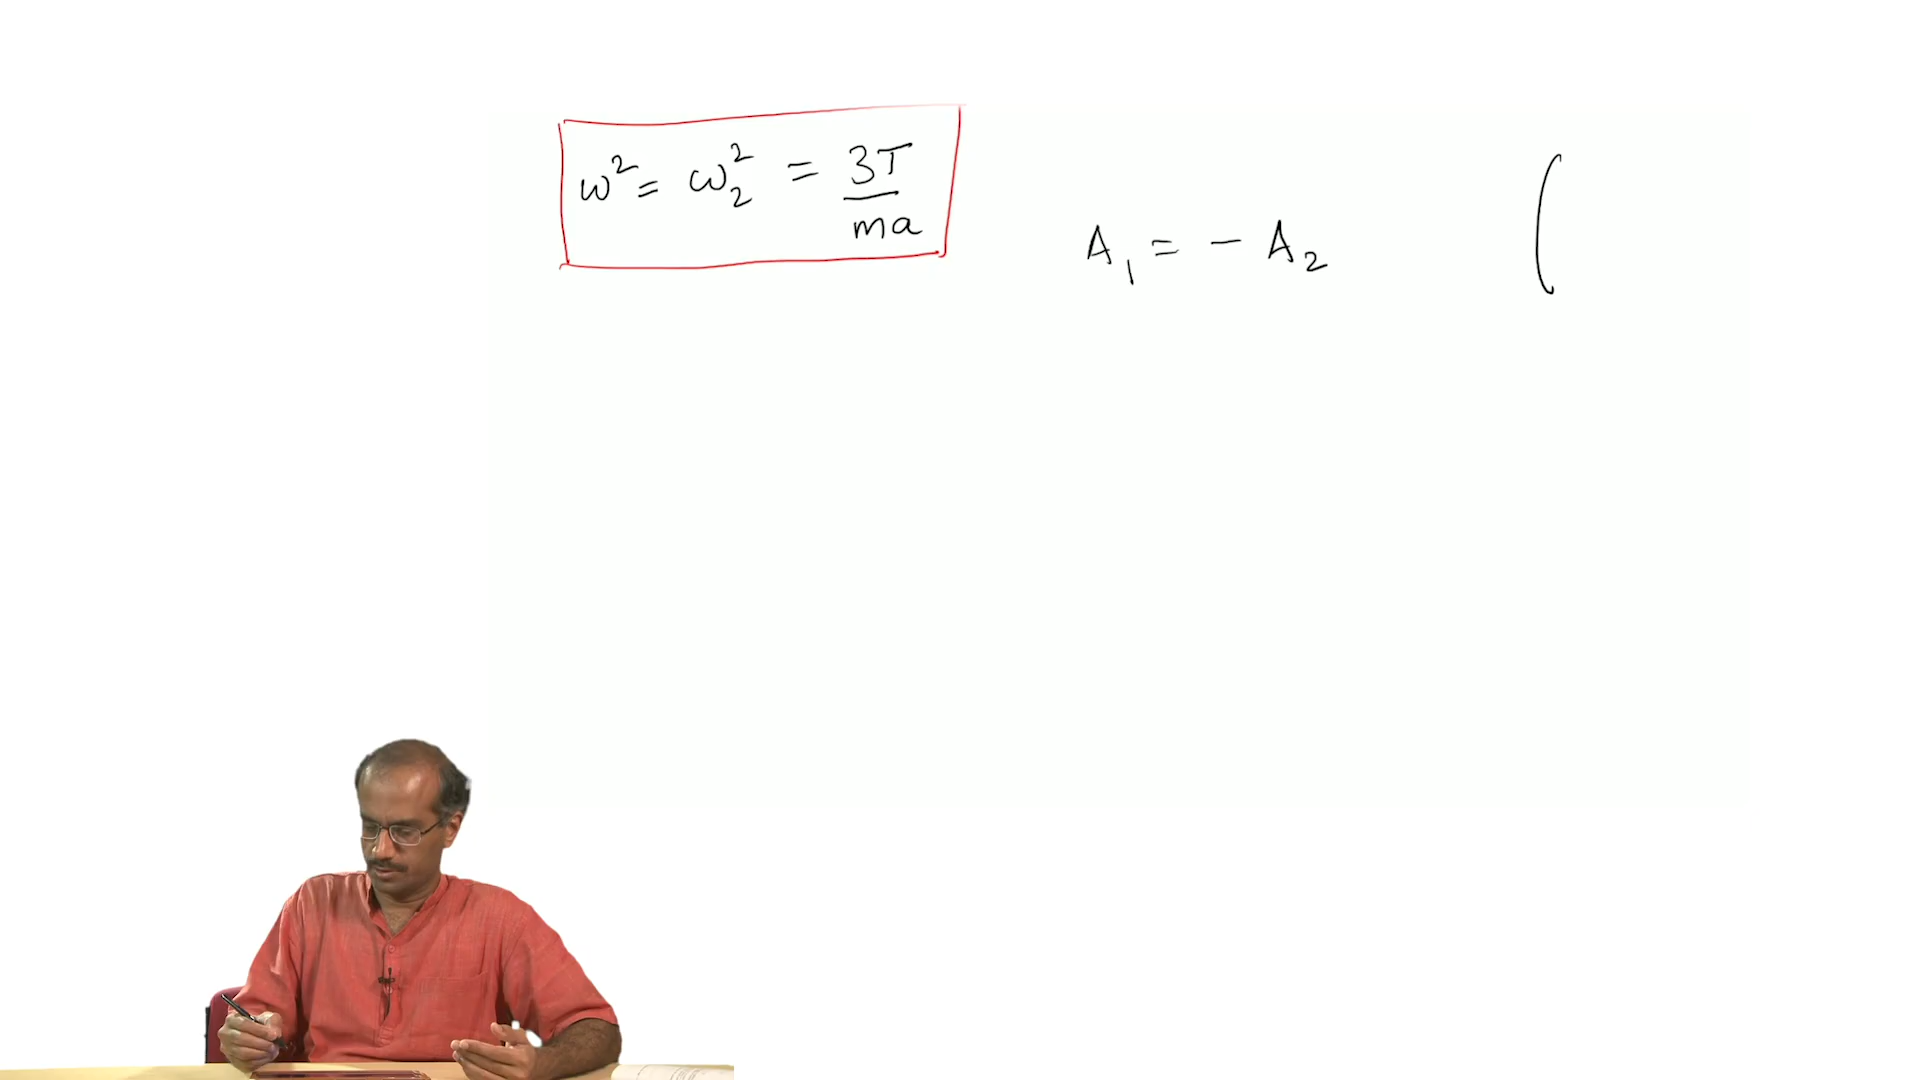 ω² = ω₂² = 3T/ma
A₁ = - A₂ (